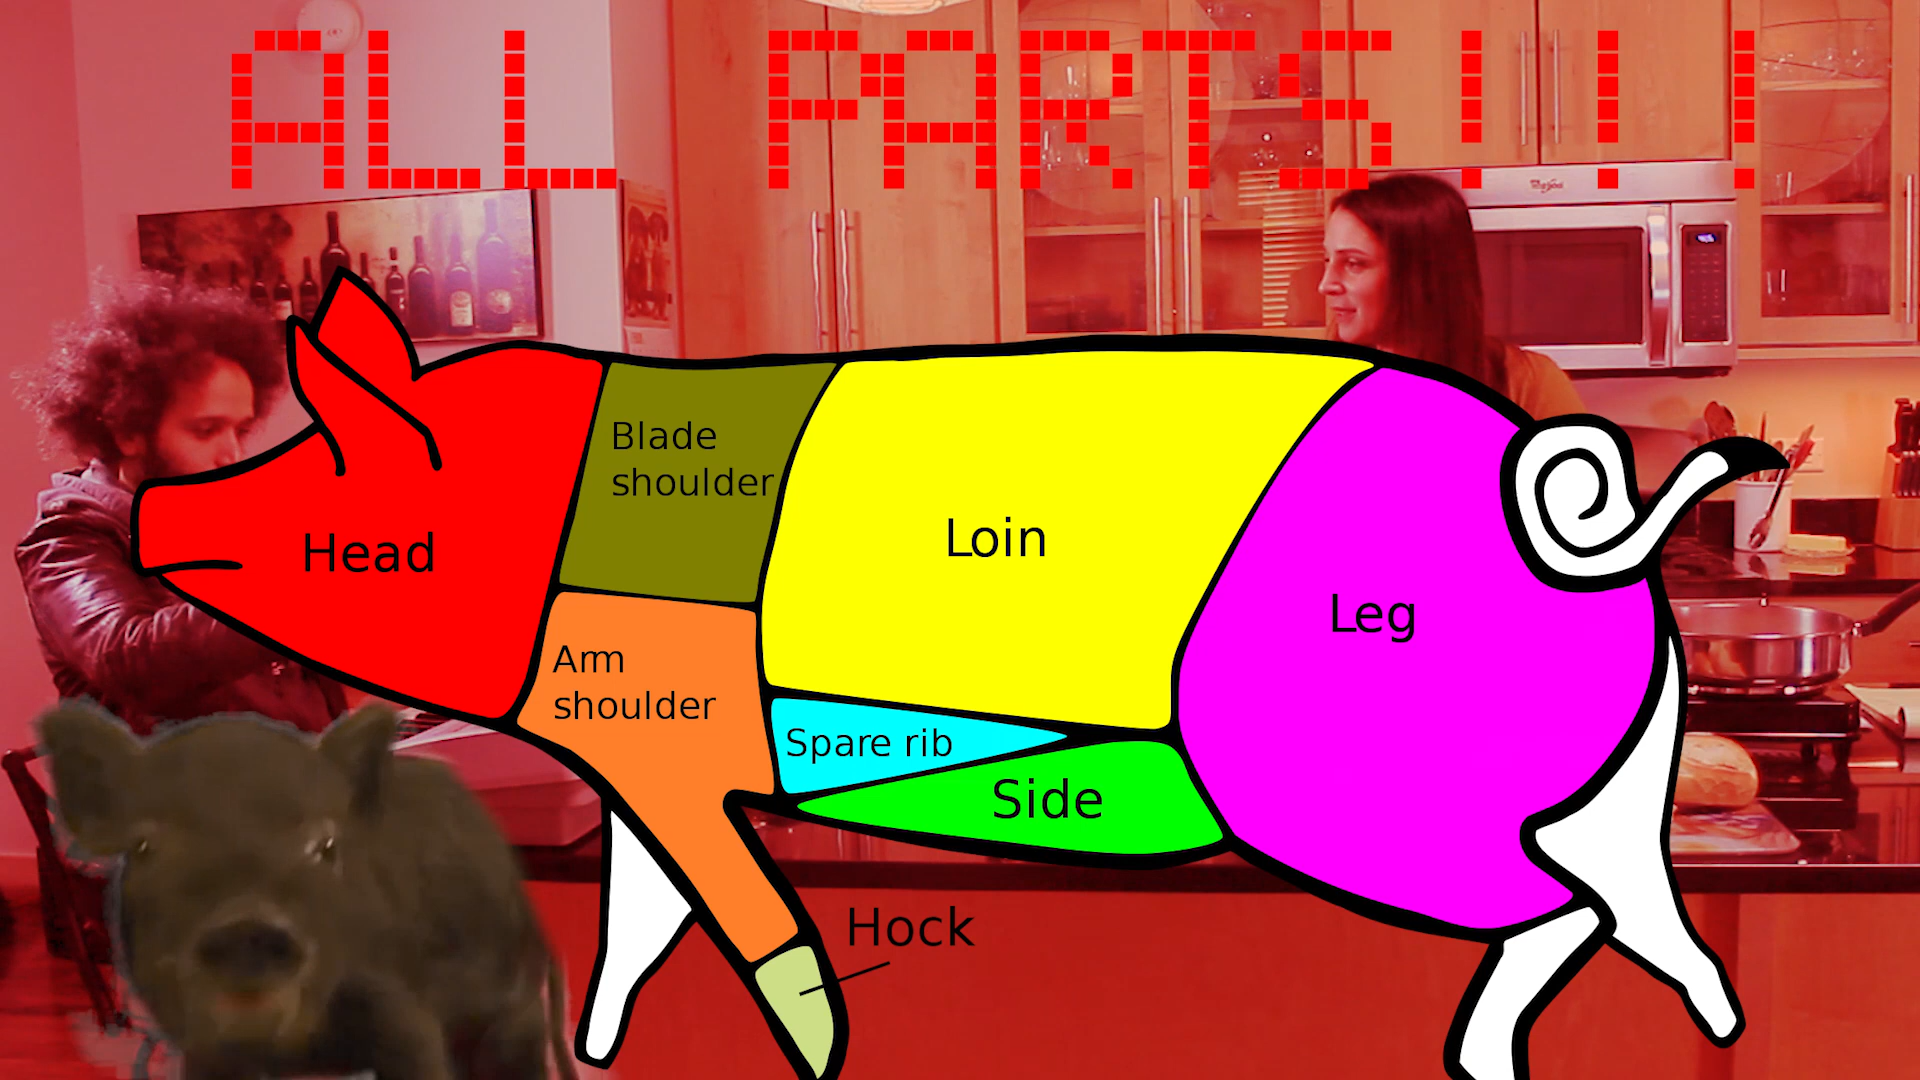 ALL PARTS!!!
Blade
shoulder
Head
Loin
Leg
Arm
shoulder
Spare rib
Side
Hock